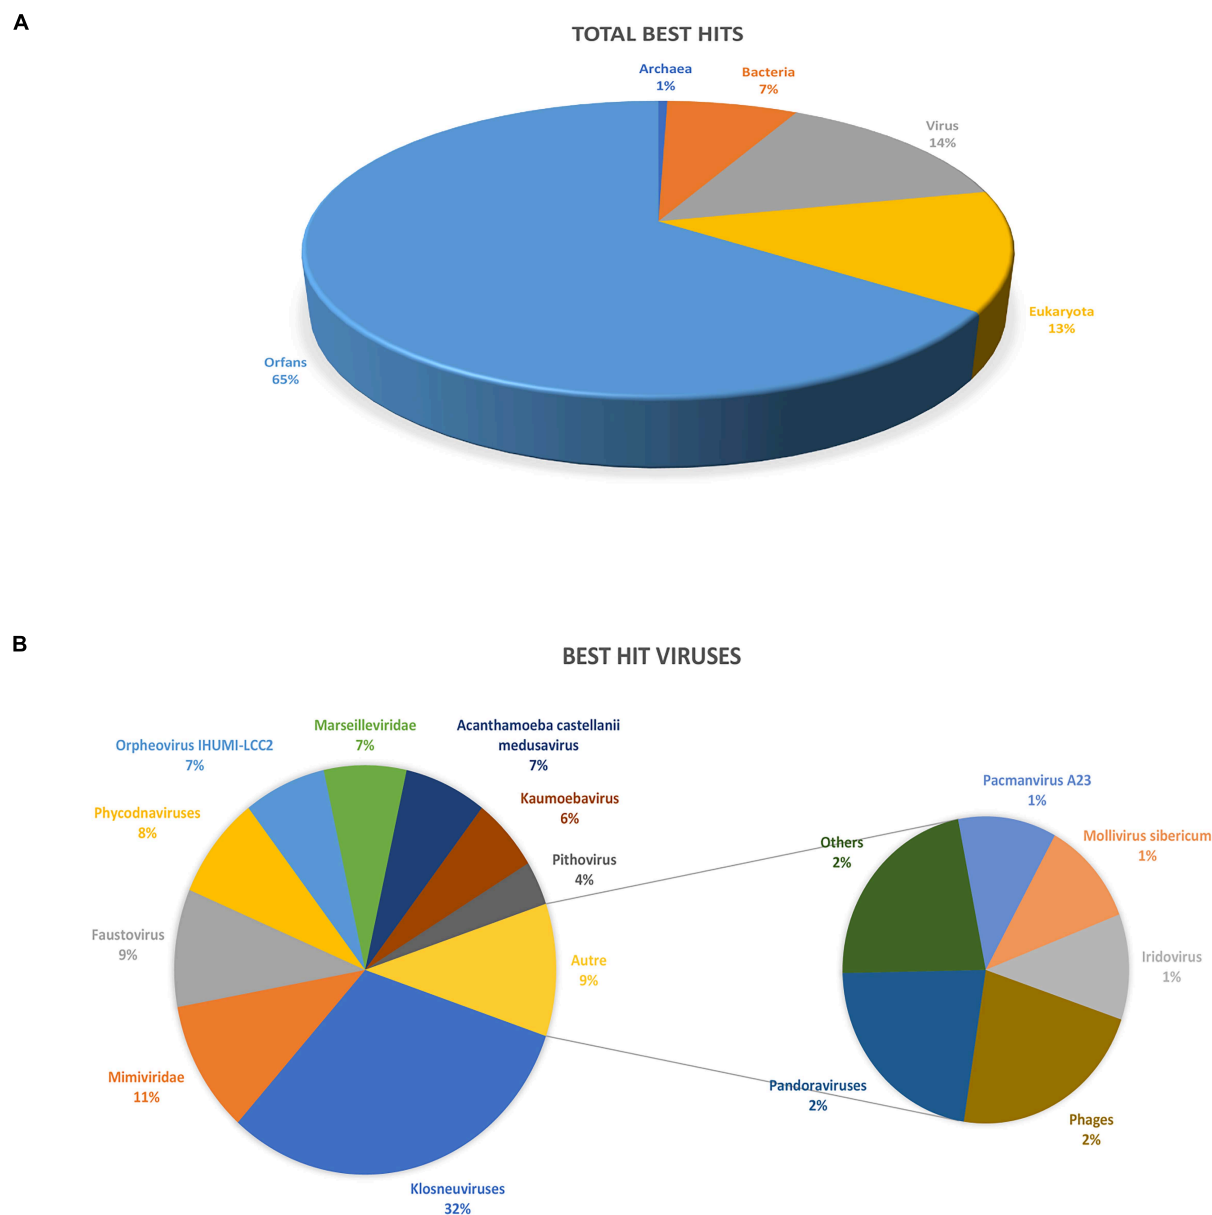 A
TOTAL BEST HITS
Archaea
1%
Bacteria
7%
Virus
14%
Eukaryota
13%
Orfans
65%
B
BEST HIT VIRUSES
Marseilleviridae
7%
Acanthamoeba castellanii
medusavirus
7%
Orpheovirus IHUMI-LCC2
7%
Kaumoebavirus
6%
Phycodnaviruses
8%
Pithovirus
4%
Faustovirus
9%
Autre
9%
Mimiviridae
11%
Klosneuviruses
32%
Pacmanvirus A23
1%
Mollivirus sibericum
1%
Others
2%
Iridovirus
1%
Pandoraviruses
2%
Phages
2%